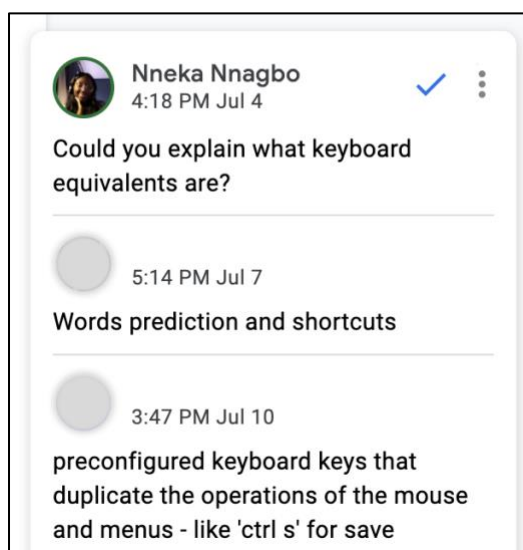 Nneka Nnagbo
4:18 PM Jul 4
Could you explain what keyboard
equivalents are?
5:14 PM Jul 7
Words prediction and shortcuts
3:47 PM Jul 10
preconfigured keyboard keys that
duplicate the operations of the mouse
and menus - like 'ctrl s' for save